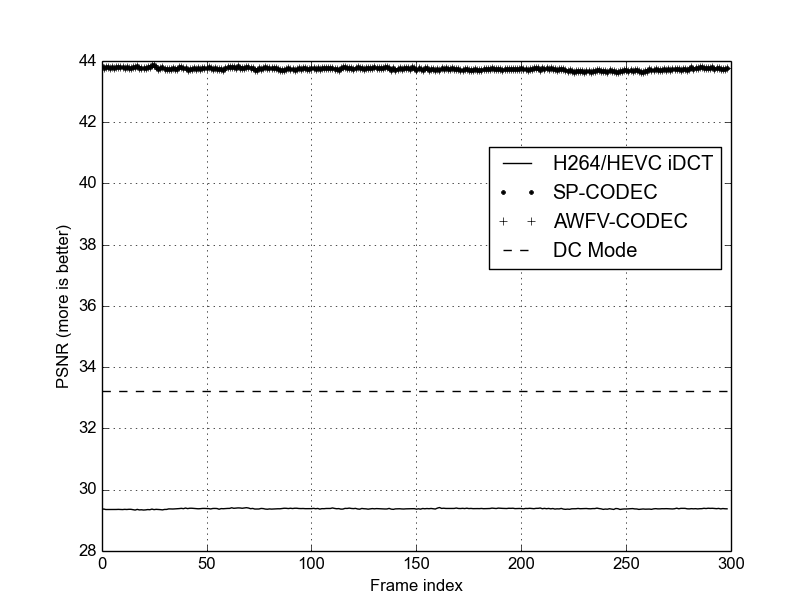 44
42
40
38
36
34
32
30
28
PSNR (more is better)
H264/HEVC iDCT
SP-CODEC
AWFV-CODEC
DC Mode
0 50 100 150 200 250 300
Frame index